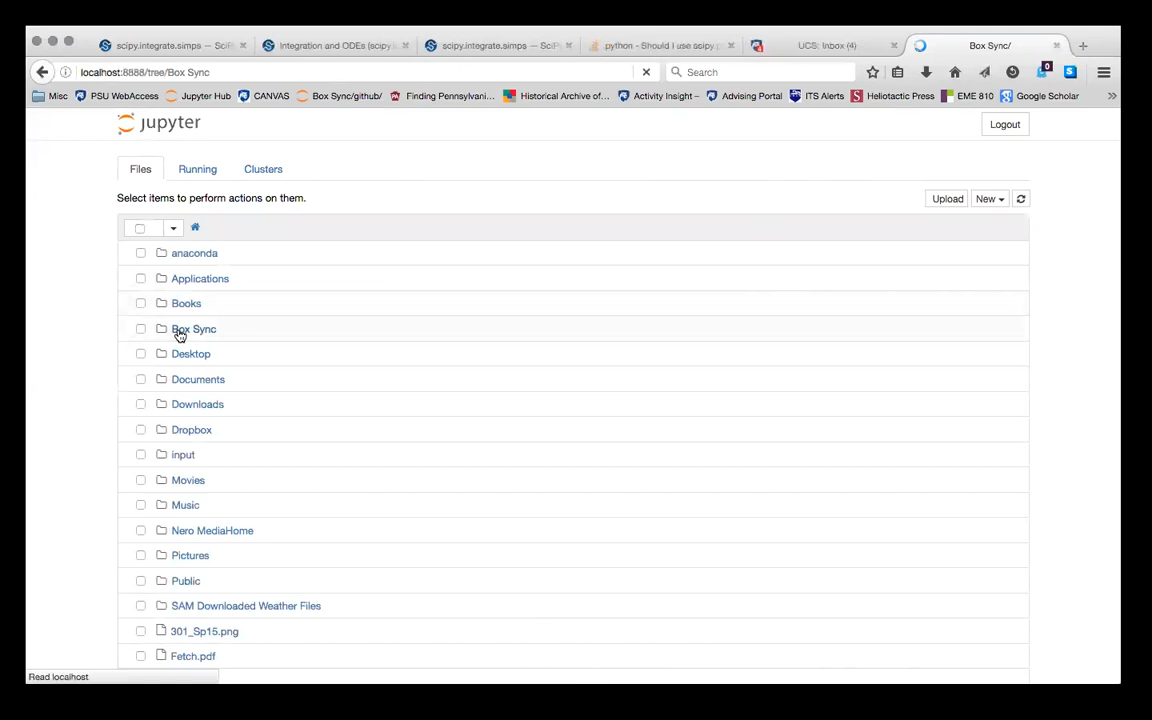 scipy.integrate.simps — SciP
Integration and ODEs (scipy.
scipy.integrate.simps — SciP
python - Should I use scipy.p
UCS: Inbox (4)
Box Sync/
localhost:8888/tree/Box Sync
Search
0
Misc
PSU WebAccess
Jupyter Hub
CANVAS
Box Sync/github/
Finding Pennsylvani...
Historical Archive of...
Activity Insight –
Advising Portal
ITS Alerts
Heliotactic Press
EME 810
Google Scholar
jupyter
Logout
Files
Running
Clusters
Select items to perform actions on them.
Upload
New
anaconda
Applications
Books
Box Sync
Desktop
Documents
Downloads
Dropbox
input
Movies
Music
Nero MediaHome
Pictures
Public
SAM Downloaded Weather Files
301_Sp15.png
Fetch.pdf
Read localhost